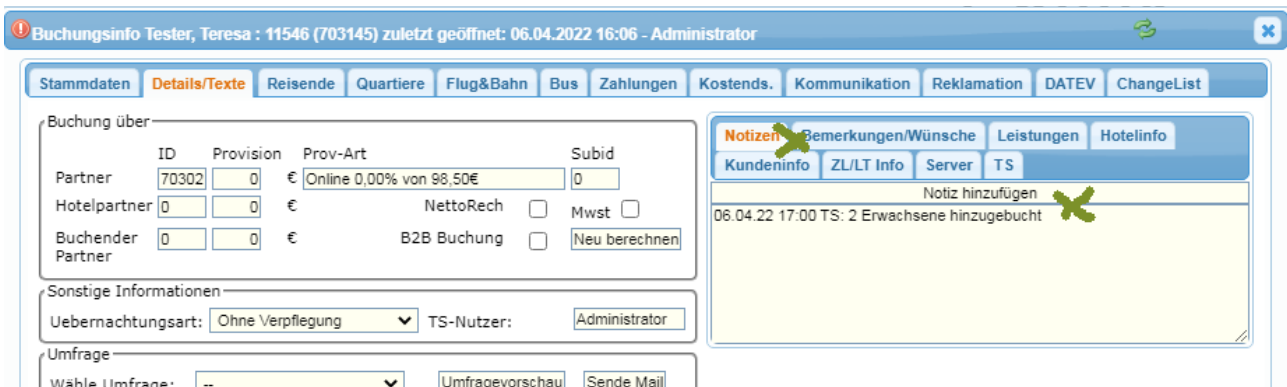 Buchungsinfo Tester, Teresa : 11546 (703145) zuletzt geöffnet: 06.04.2022 16:06 - Administrator
Stammdaten Details/Texte Reisende Quartiere Flug&Bahn Bus Zahlungen Kostends. Kommunikation Reklamation DATEV ChangeList
Buchung über
ID Provision Prov-Art Subid
Partner 70302 0 € Online 0,00% von 98,50€ 0
Hotelpartner 0 0 € NettoRech Mwst
Buchender Partner 0 0 € B2B Buchung Neu berechnen
Sonstige Informationen
Uebernachtungsart: Ohne Verpflegung TS-Nutzer: Administrator
Umfrage
Wähle Umfrage: -- Umfragevorschau Sende Mail
Notizen Bemerkungen/Wünsche Leistungen Hotelinfo
Kundeninfo ZL/LT Info Server TS
Notiz hinzufügen
06.04.22 17:00 TS: 2 Erwachsene hinzugebucht